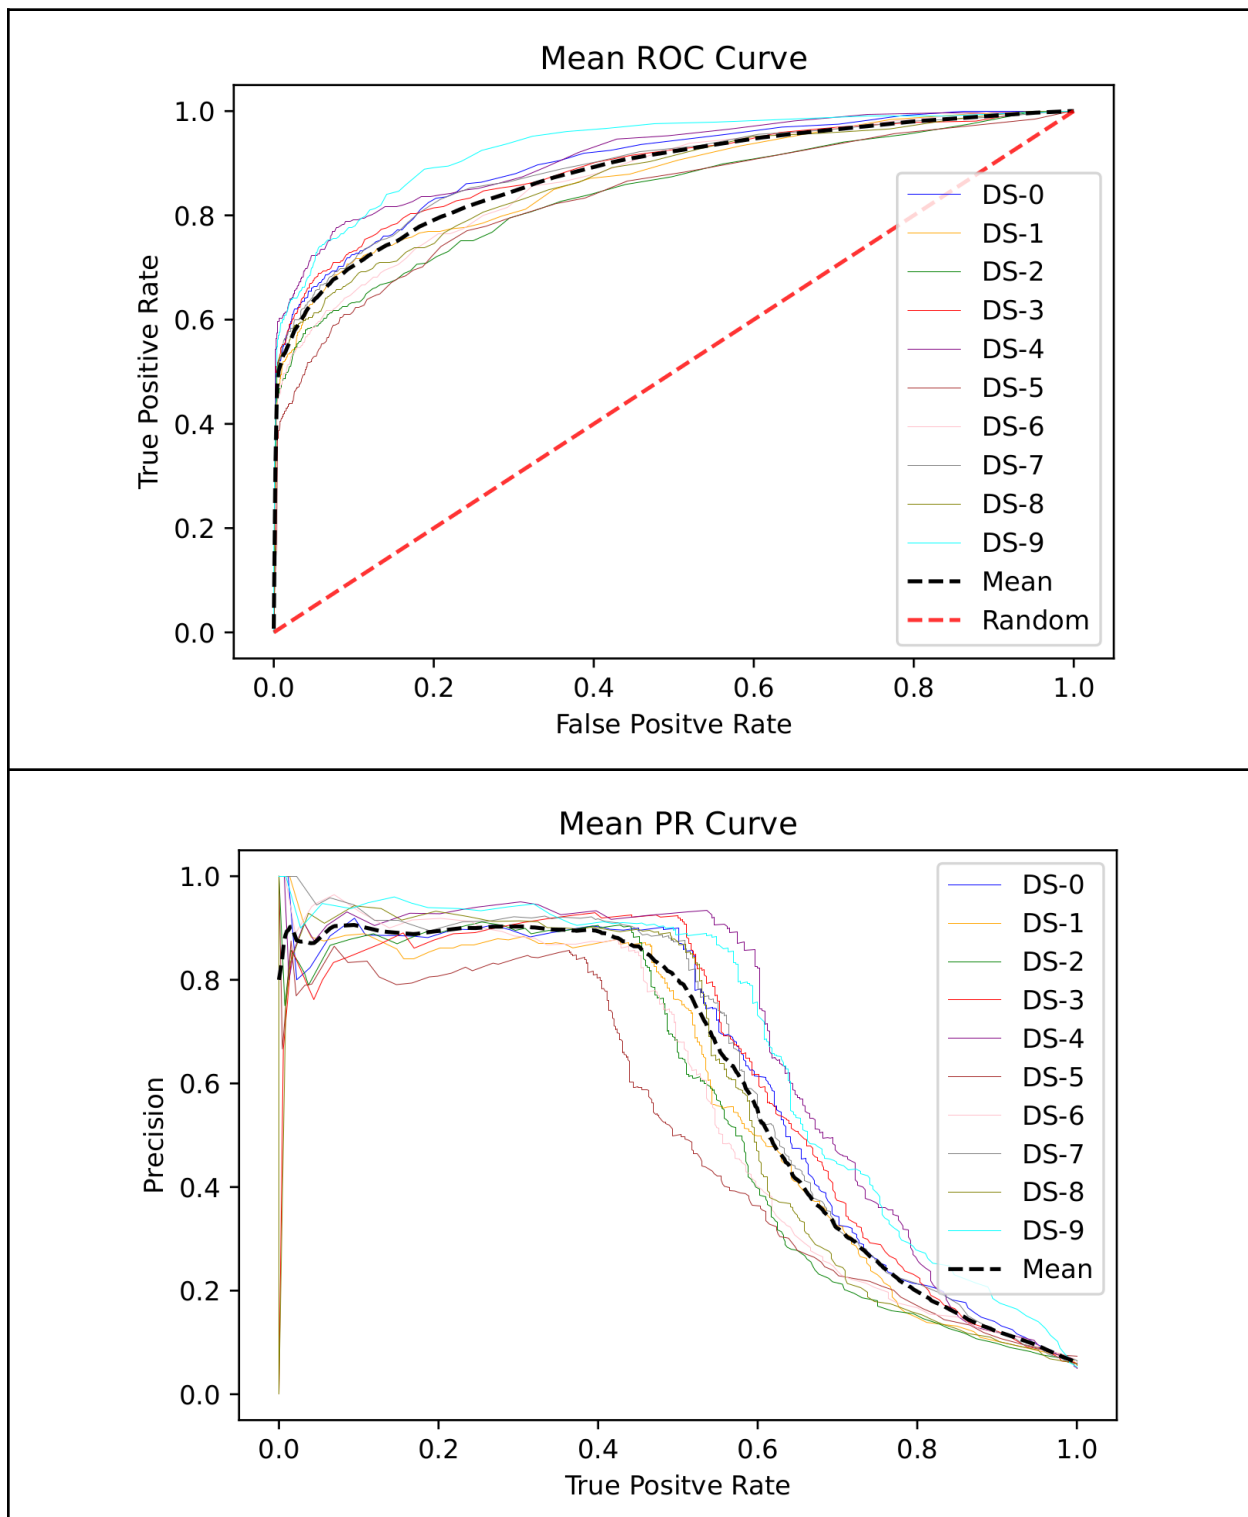 Mean ROC Curve
True Positive Rate
1.0
0.8
0.6
0.4
0.2
0.0
0.0 0.2 0.4 0.6 0.8 1.0
False Positve Rate
DS-0
DS-1
DS-2
DS-3
DS-4
DS-5
DS-6
DS-7
DS-8
DS-9
Mean
Random
Mean PR Curve
Precision
1.0
0.8
0.6
0.4
0.2
0.0
0.0 0.2 0.4 0.6 0.8 1.0
True Positve Rate
DS-0
DS-1
DS-2
DS-3
DS-4
DS-5
DS-6
DS-7
DS-8
DS-9
Mean